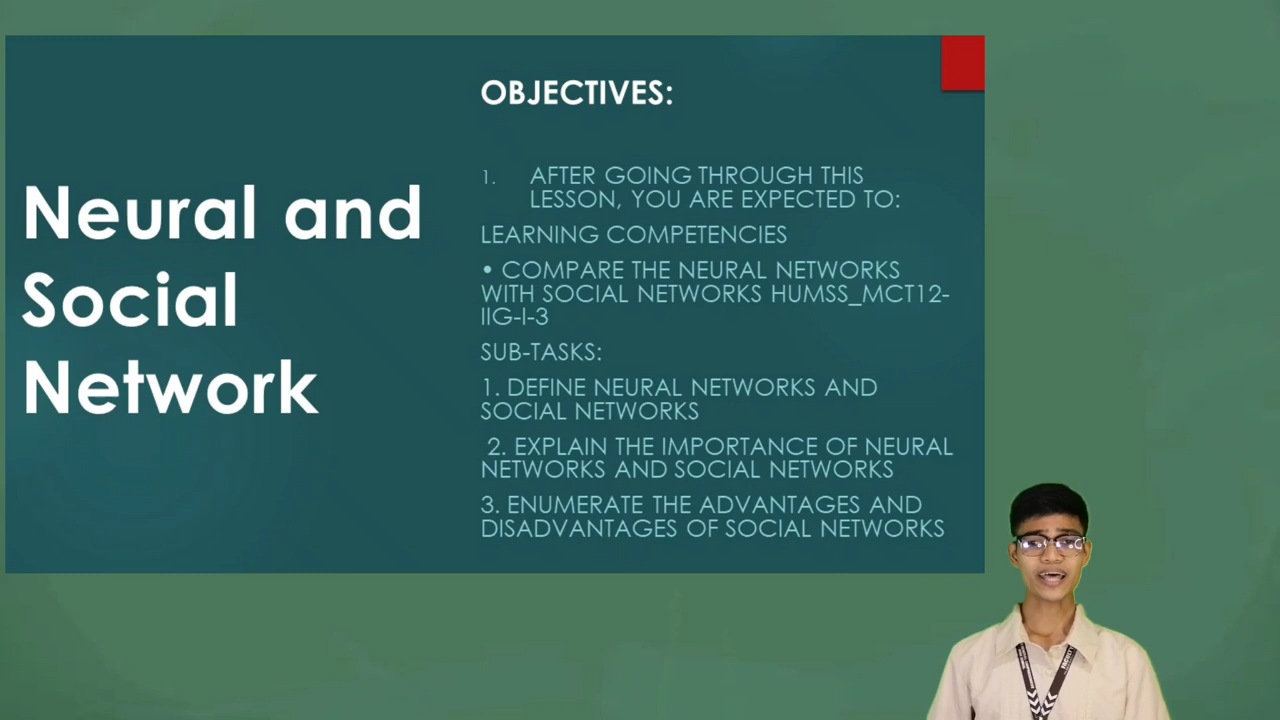 Neural and
Social
Network
OBJECTIVES:
1. AFTER GOING THROUGH THIS
LESSON, YOU ARE EXPECTED TO:
LEARNING COMPETENCIES
• COMPARE THE NEURAL NETWORKS
WITH SOCIAL NETWORKS HUMSS_MCT12-
IIG-I-3
SUB-TASKS:
1. DEFINE NEURAL NETWORKS AND
SOCIAL NETWORKS
2. EXPLAIN THE IMPORTANCE OF NEURAL
NETWORKS AND SOCIAL NETWORKS
3. ENUMERATE THE ADVANTAGES AND
DISADVANTAGES OF SOCIAL NETWORKS